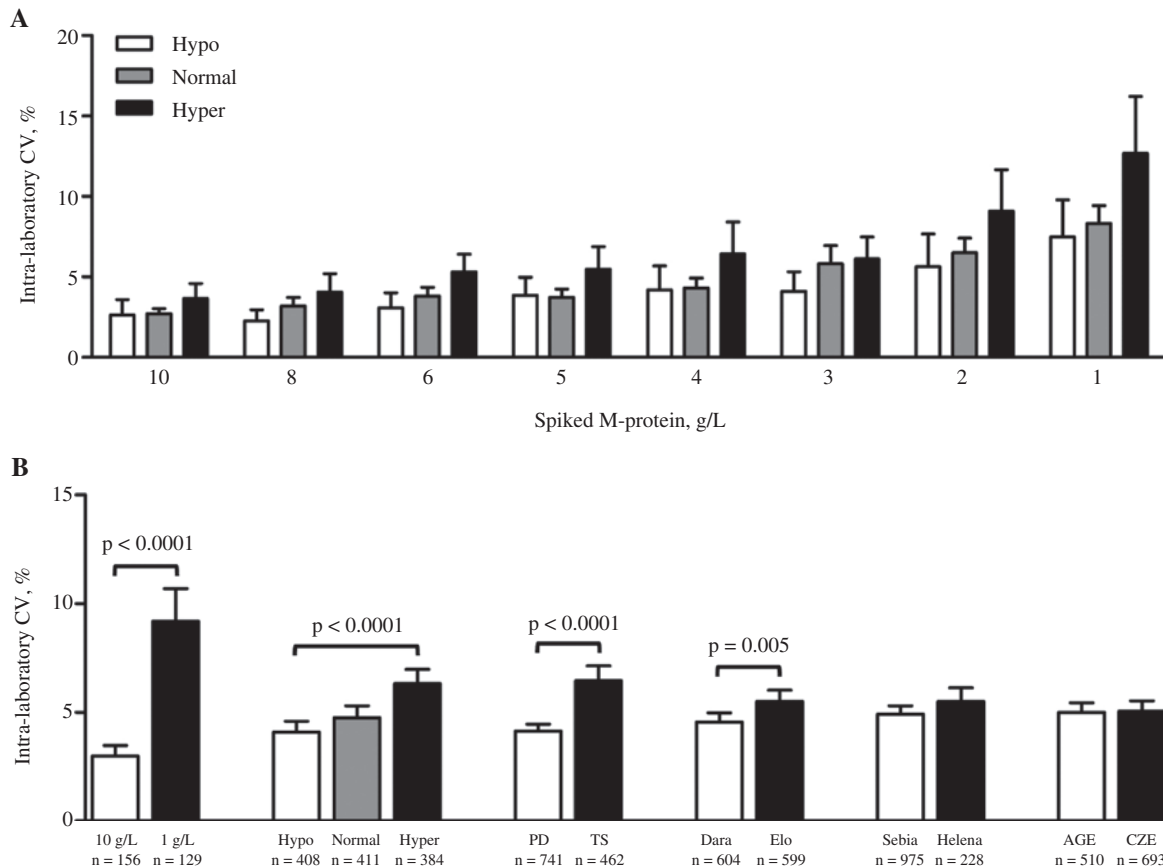 A
Intra-laboratory CV, %
20
15
10
5
0
Hypo
Normal
Hyper
10 8 6 5 4 3 2 1
Spiked M-protein, g/L
B
Intra-laboratory CV, %
15
10
5
0
p < 0.0001
p < 0.0001
p < 0.0001
p = 0.005
10 g/L 1 g/L Hypo Normal Hyper PD TS Dara Elo Sebia Helena AGE CZE
n = 156 n = 129 n = 408 n = 411 n = 384 n = 741 n = 462 n = 604 n = 599 n = 975 n = 228 n = 510 n = 693